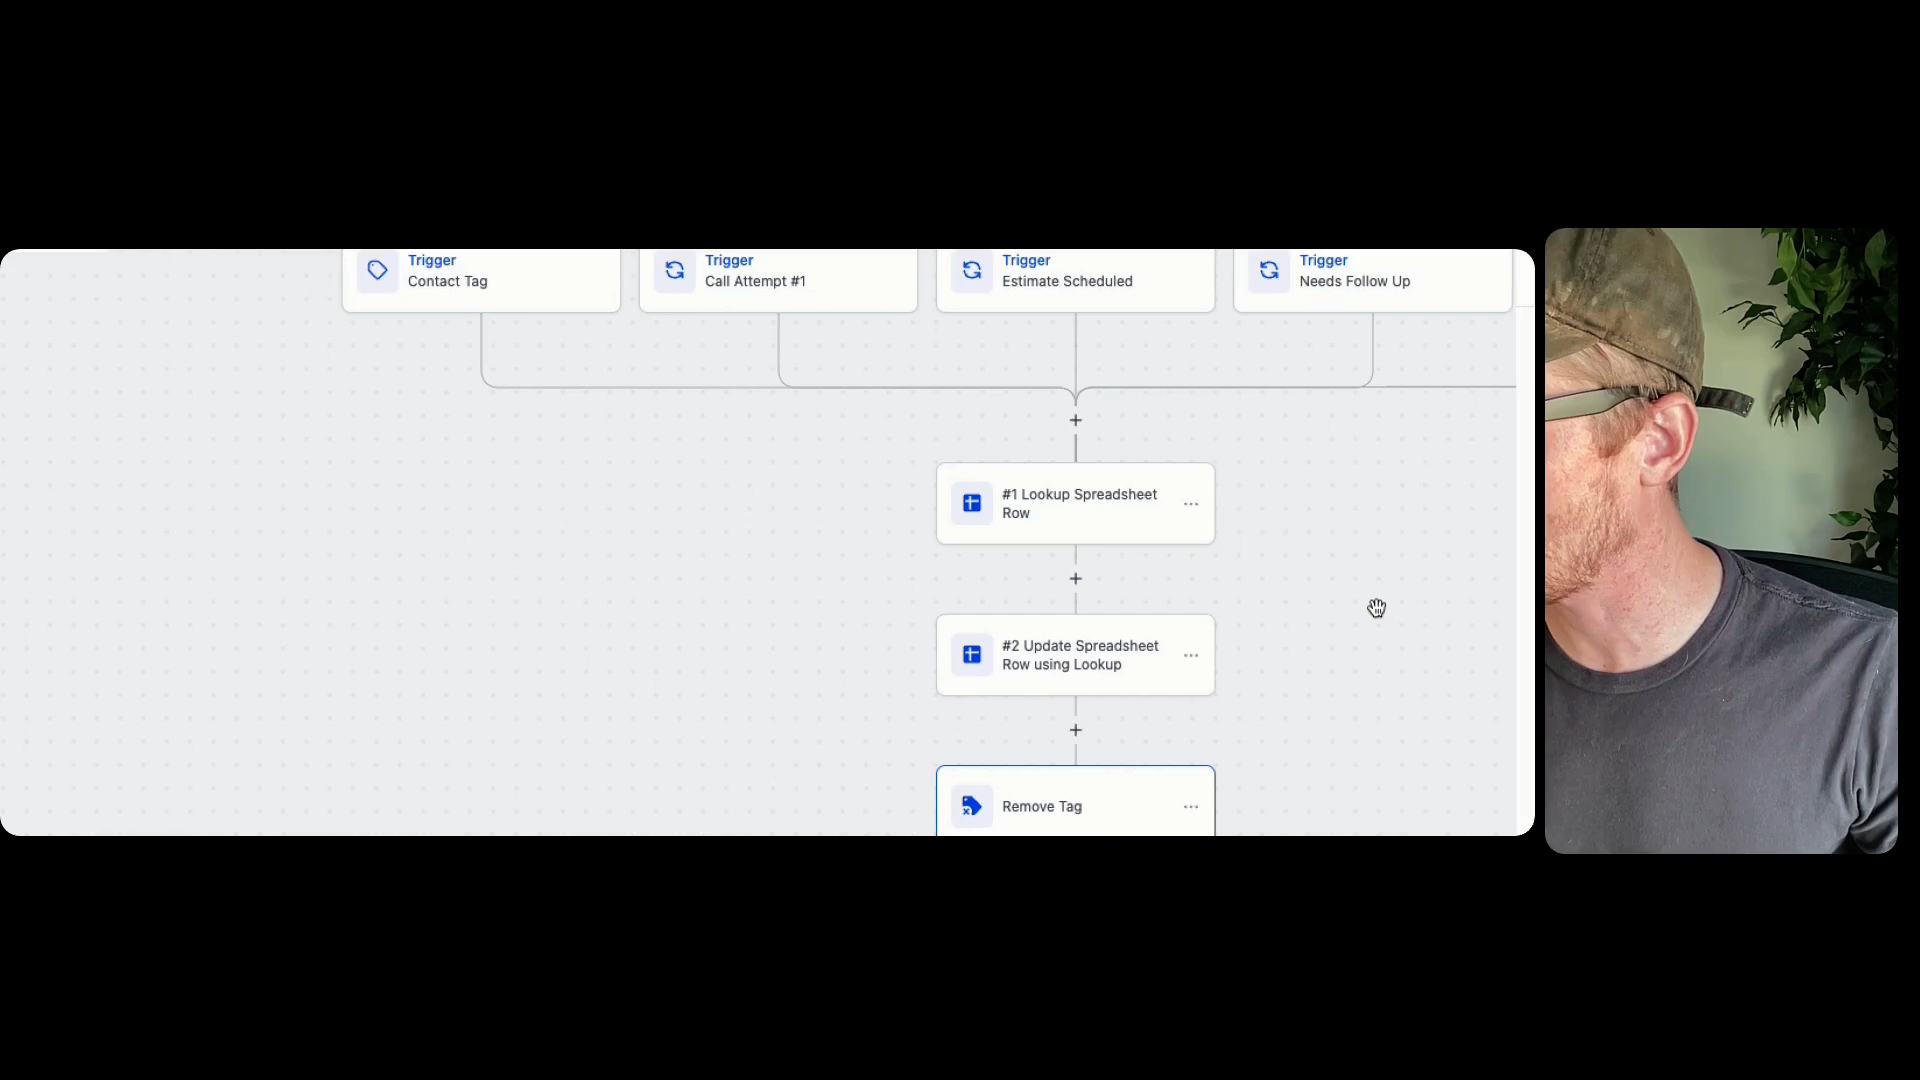 Trigger
Contact Tag
Trigger
Call Attempt #1
Trigger
Estimate Scheduled
Trigger
Needs Follow Up
#1 Lookup Spreadsheet
Row
#2 Update Spreadsheet
Row using Lookup
Remove Tag